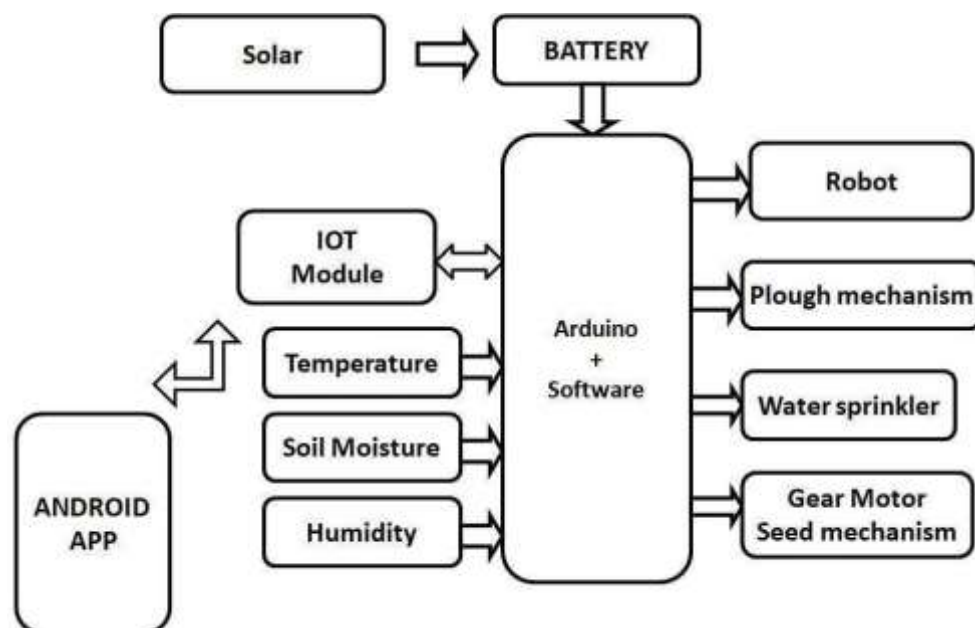 Solar
BATTERY
Robot
IOT
Module
Plough mechanism
Arduino
+
Software
Temperature
Water sprinkler
Soil Moisture
ANDROID
APP
Humidity
Gear Motor
Seed mechanism